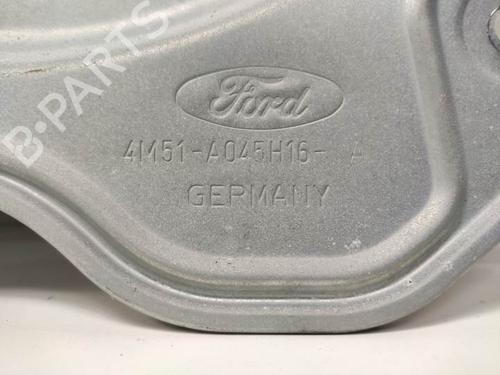 B-PARTS
Ford
4M51-A045H16- A
GERMANY